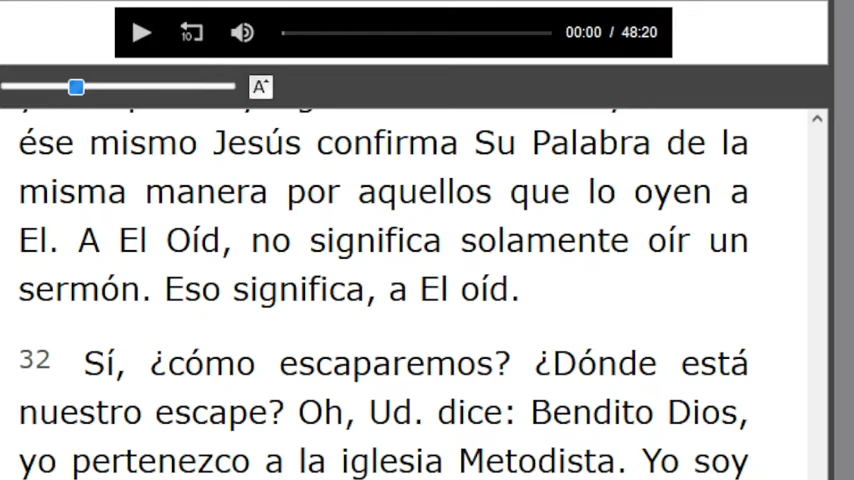 10
00:00 / 48:20
A
ése mismo Jesús confirma Su Palabra de la
misma manera por aquellos que lo oyen a
El. A El Oíd, no significa solamente oír un
sermón. Eso significa, a El oíd.
32 Sí, ¿cómo escaparemos? ¿Dónde está
nuestro escape? Oh, Ud. dice: Bendito Dios,
yo pertenezco a la iglesia Metodista. Yo soy